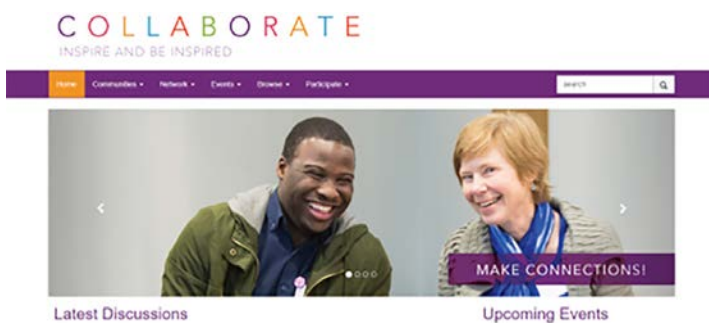 COLLABORATE
INSPIRE AND BE INSPIRED
Home Communities Network Events Browse Participate search
MAKE CONNECTIONS!
Latest Discussions Upcoming Events